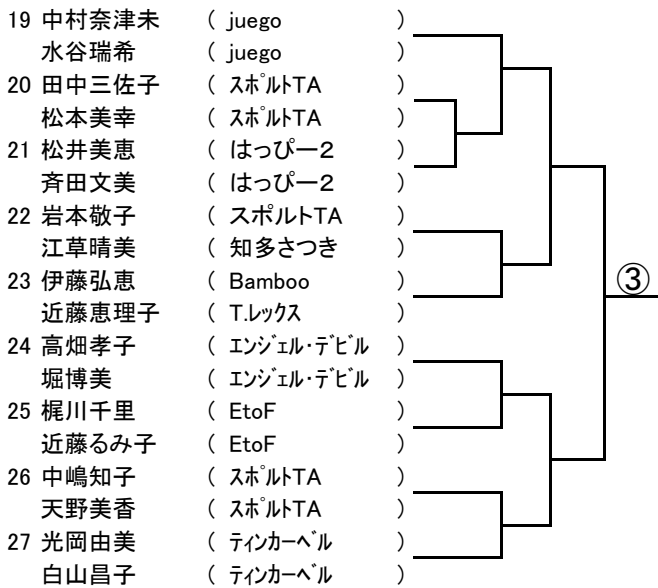 19 中村奈津未 ( juego )
水谷瑞希 ( juego )
20 田中三佐子 ( スポルトTA )
松本美幸 ( スポルトTA )
21 松井美恵 ( はっぴー2 )
斉田文美 ( はっぴー2 )
22 岩本敬子 ( スポルトTA )
江草晴美 ( 知多さつき )
23 伊藤弘恵 ( Bamboo )
③
近藤恵理子 ( T.レックス )
24 高畑孝子 ( エンジェル・デビル )
堀博美 ( エンジェル・デビル )
25 梶川千里 ( EtoF )
近藤るみ子 ( EtoF )
26 中嶋知子 ( スポルトTA )
天野美香 ( スポルトTA )
27 光岡由美 ( ティンカーベル )
白山昌子 ( ティンカーベル )